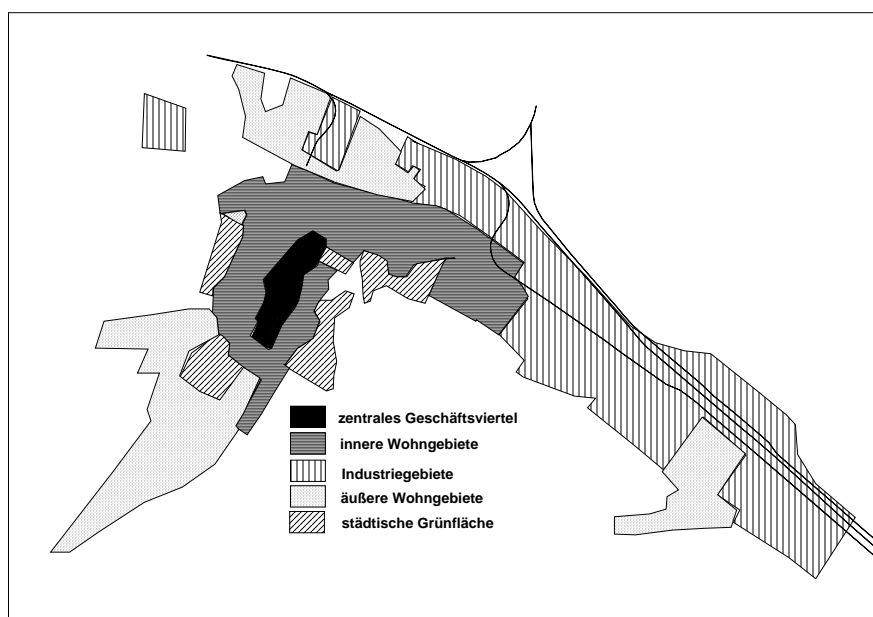 zentrales Geschäftsviertel
innere Wohngebiete
Industriegebiete
äußere Wohngebiete
städtische Grünfläche